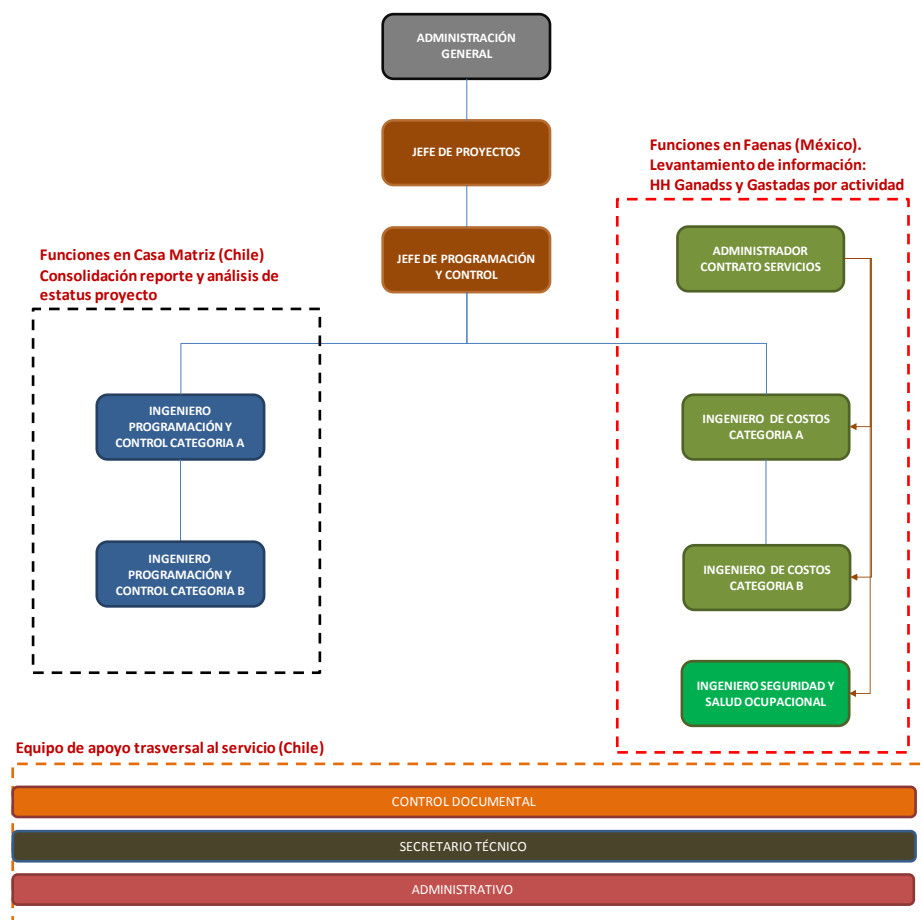 ADMINISTRACIÓN
GENERAL
JEFE DE PROYECTOS
Funciones en Faenas (México).
Levantamiento de información:
HH Ganadss y Gastadas por actividad
Funciones en Casa Matriz (Chile)
Consolidación reporte y análisis de
estatus proyecto
JEFE DE PROGRAMACIÓN
Y CONTROL
ADMINISTRADOR
CONTRATO SERVICIOS
INGENIERO
PROGRAMACIÓN Y
CONTROL CATEGORIA A
INGENIERO DE COSTOS
CATEGORIA A
INGENIERO
PROGRAMACIÓN Y
CONTROL CATEGORIA B
INGENIERO DE COSTOS
CATEGORIA B
INGENIERO SEGURIDAD Y
SALUD OCUPACIONAL
Equipo de apoyo trasversal al servicio (Chile)
CONTROL DOCUMENTAL
SECRETARIO TÉCNICO
ADMINISTRATIVO